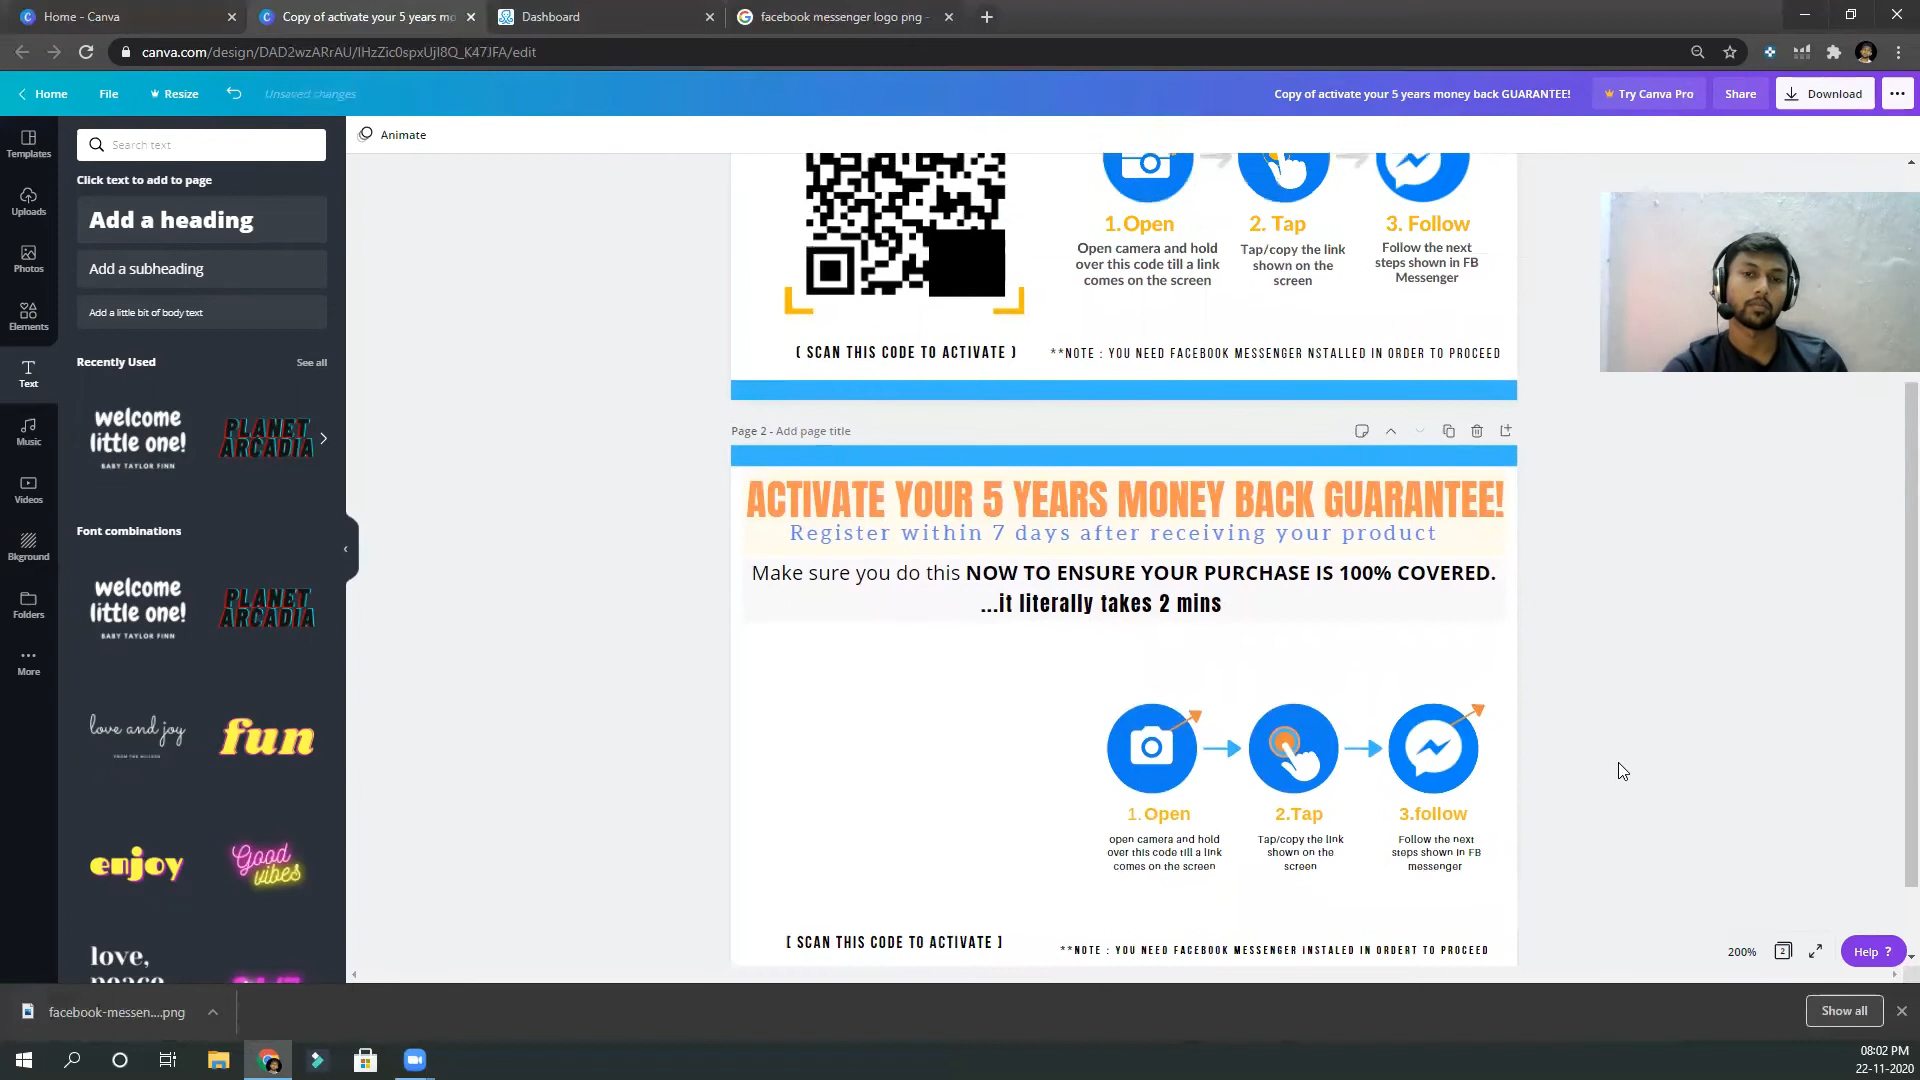 Home - Canva
Copy of activate your 5 years mo
Dashboard
facebook messenger logo png -
canva.com/design/DAD2wzARrAU/IHzZic0spxUjI8Q_K47JFA/edit
Home
File
Resize
Unsaved changes
Copy of activate your 5 years money back GUARANTEE!
Try Canva Pro
Share
Download
Templates
Uploads
Photos
Elements
Text
Music
Videos
Bkground
Folders
More
Search text
Click text to add to page
Add a heading
Add a subheading
Add a little bit of body text
Recently Used
See all
welcome
little one!
BABY TAYLOR FINN
PLANET
ARCADIA
Font combinations
welcome
little one!
BABY TAYLOR FINN
PLANET
ARCADIA
love and joy
fun
enjoy
Good
vibes
love,
Animate
1.Open
2. Tap
3. Follow
Open camera and hold
over this code till a link
comes on the screen
Tap/copy the link
shown on the
screen
Follow the next
steps shown in FB
Messenger
[ SCAN THIS CODE TO ACTIVATE ]
**NOTE : YOU NEED FACEBOOK MESSENGER NSTALLED IN ORDER TO PROCEED
Page 2 - Add page title
ACTIVATE YOUR 5 YEARS MONEY BACK GUARANTEE!
Register within 7 days after receiving your product
Make sure you do this NOW TO ENSURE YOUR PURCHASE IS 100% COVERED.
...it literally takes 2 mins
1.Open
2.Tap
3.follow
open camera and hold
over this code till a link
comes on the screen
Tap/copy the link
shown on the
screen
Follow the next
steps shown in FB
messenger
[ SCAN THIS CODE TO ACTIVATE ]
**NOTE : YOU NEED FACEBOOK MESSENGER INSTALED IN ORDERT TO PROCEED
200%
2
Help ?
facebook-messen....png
Show all
08:02 PM
22-11-2020